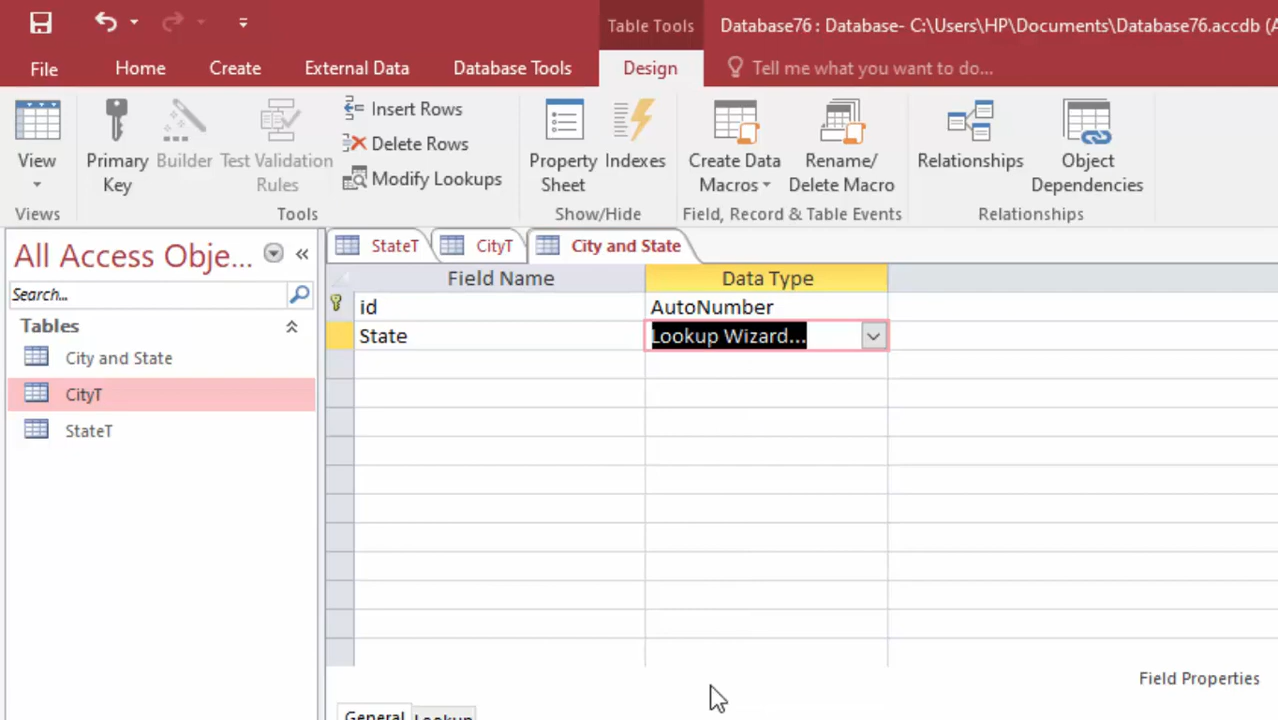 Table Tools
Database76 : Database- C:\Users\HP\Documents\Database76.accdb (A
File
Home
Create
External Data
Database Tools
Design
Tell me what you want to do...
View
Primary Key
Builder
Test Validation Rules
Insert Rows
Delete Rows
Modify Lookups
Property Sheet
Indexes
Create Data Macros
Rename/ Delete Macro
Relationships
Object Dependencies
Views
Tools
Show/Hide
Field, Record & Table Events
Relationships
All Access Obje...
Search...
Tables
City and State
CityT
StateT
StateT
CityT
City and State
Field Name
Data Type
id
AutoNumber
State
Lookup Wizard...
Field Properties
General
Lookup